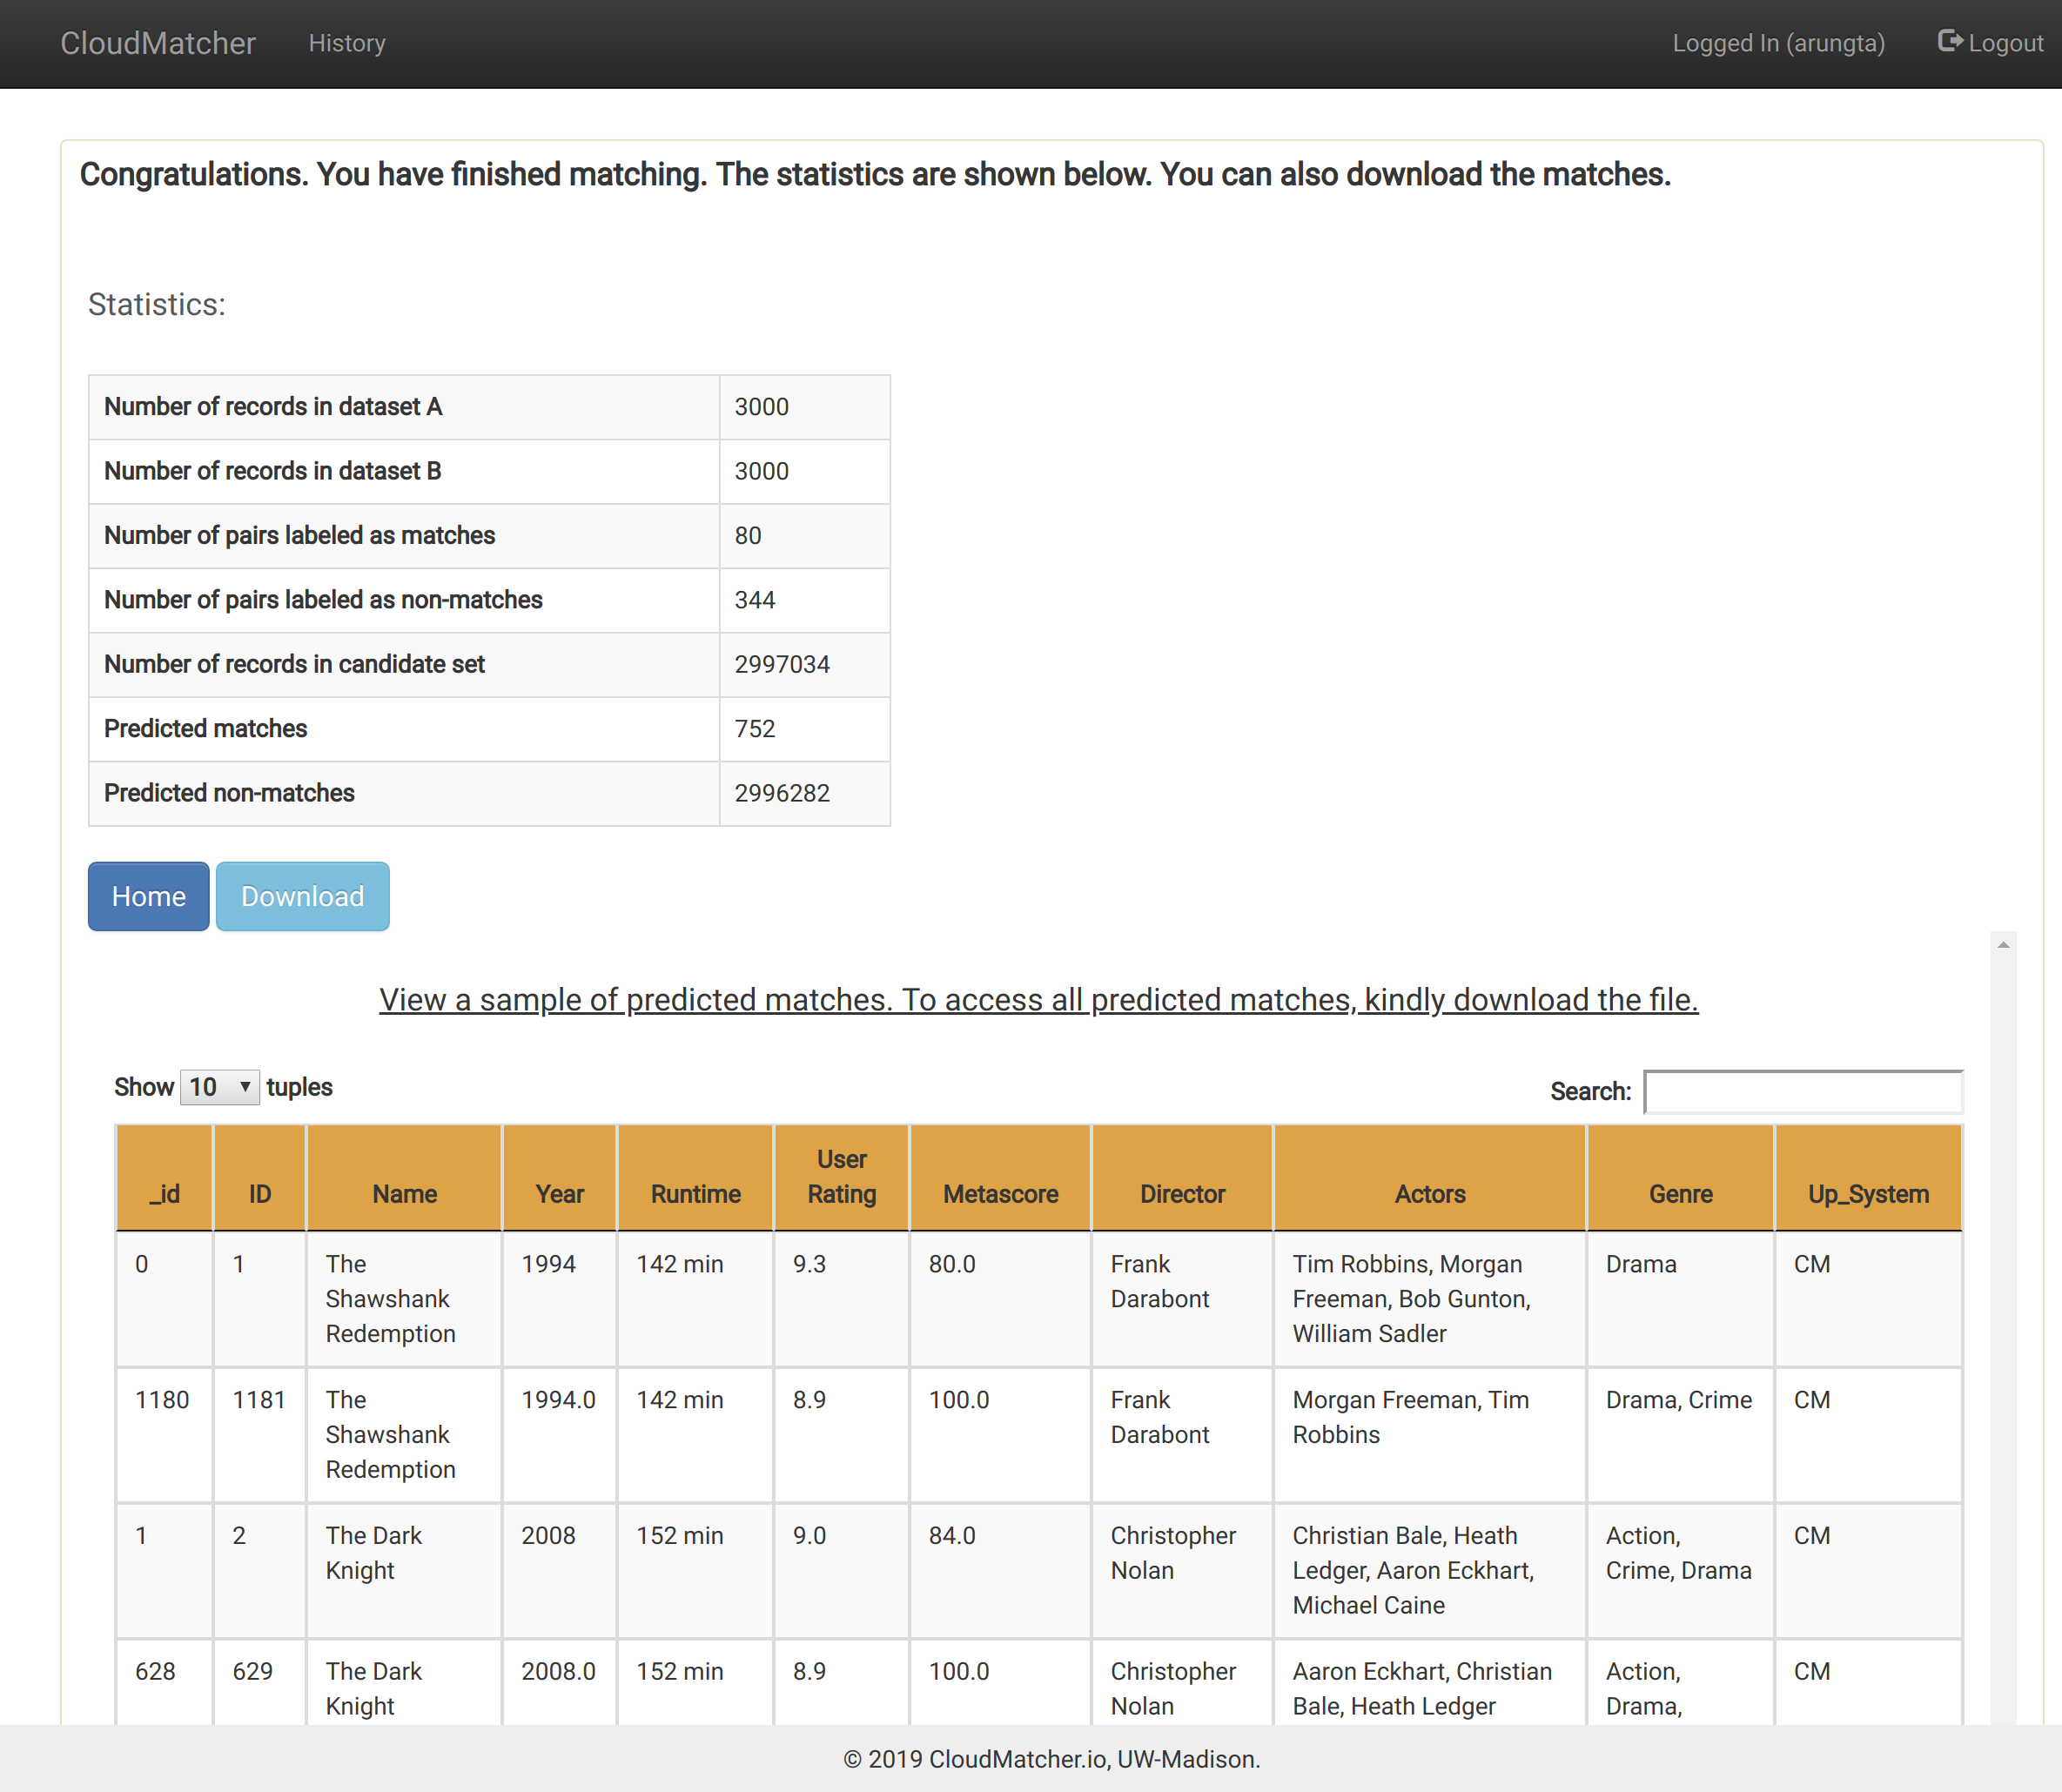 CloudMatcher History Logged In (arungta) Logout
Congratulations. You have finished matching. The statistics are shown below. You can also download the matches.
Statistics:
Number of records in dataset A 3000
Number of records in dataset B 3000
Number of pairs labeled as matches 80
Number of pairs labeled as non-matches 344
Number of records in candidate set 2997034
Predicted matches 752
Predicted non-matches 2996282
Home Download
View a sample of predicted matches. To access all predicted matches, kindly download the file.
Show 10 tuples Search:
_id ID Name Year Runtime User Rating Metascore Director Actors Genre Up_System
0 1 The Shawshank Redemption 1994 142 min 9.3 80.0 Frank Darabont Tim Robbins, Morgan Freeman, Bob Gunton, William Sadler Drama CM
1180 1181 The Shawshank Redemption 1994.0 142 min 8.9 100.0 Frank Darabont Morgan Freeman, Tim Robbins Drama, Crime CM
1 2 The Dark Knight 2008 152 min 9.0 84.0 Christopher Nolan Christian Bale, Heath Ledger, Aaron Eckhart, Michael Caine Action, Crime, Drama CM
628 629 The Dark Knight 2008.0 152 min 8.9 100.0 Christopher Nolan Aaron Eckhart, Christian Bale, Heath Ledger Action, Drama, CM
© 2019 CloudMatcher.io, UW-Madison.